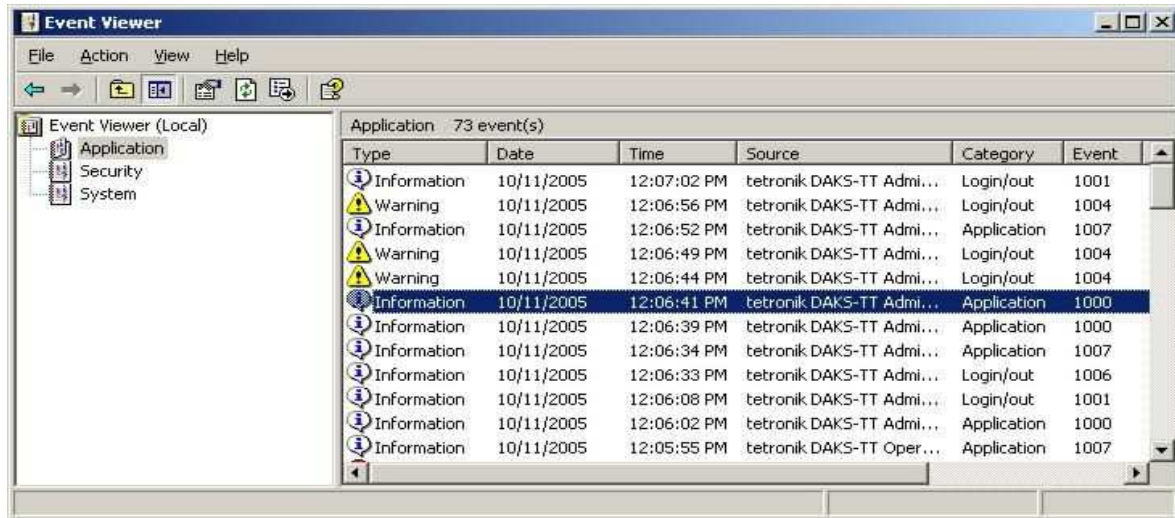 Event Viewer
File Action View Help
Event Viewer (Local)
Application
Security
System
Application 73 event(s)
Type Date Time Source Category Event
Information 10/11/2005 12:07:02 PM tetronik DAKS-TT Admi... Login/out 1001
Warning 10/11/2005 12:06:56 PM tetronik DAKS-TT Admi... Login/out 1004
Information 10/11/2005 12:06:52 PM tetronik DAKS-TT Admi... Application 1007
Warning 10/11/2005 12:06:49 PM tetronik DAKS-TT Admi... Login/out 1004
Warning 10/11/2005 12:06:44 PM tetronik DAKS-TT Admi... Login/out 1004
Information 10/11/2005 12:06:41 PM tetronik DAKS-TT Admi... Application 1000
Information 10/11/2005 12:06:39 PM tetronik DAKS-TT Admi... Application 1000
Information 10/11/2005 12:06:34 PM tetronik DAKS-TT Admi... Application 1007
Information 10/11/2005 12:06:33 PM tetronik DAKS-TT Admi... Login/out 1006
Information 10/11/2005 12:06:08 PM tetronik DAKS-TT Admi... Login/out 1001
Information 10/11/2005 12:06:02 PM tetronik DAKS-TT Admi... Application 1000
Information 10/11/2005 12:05:55 PM tetronik DAKS-TT Oper... Application 1007